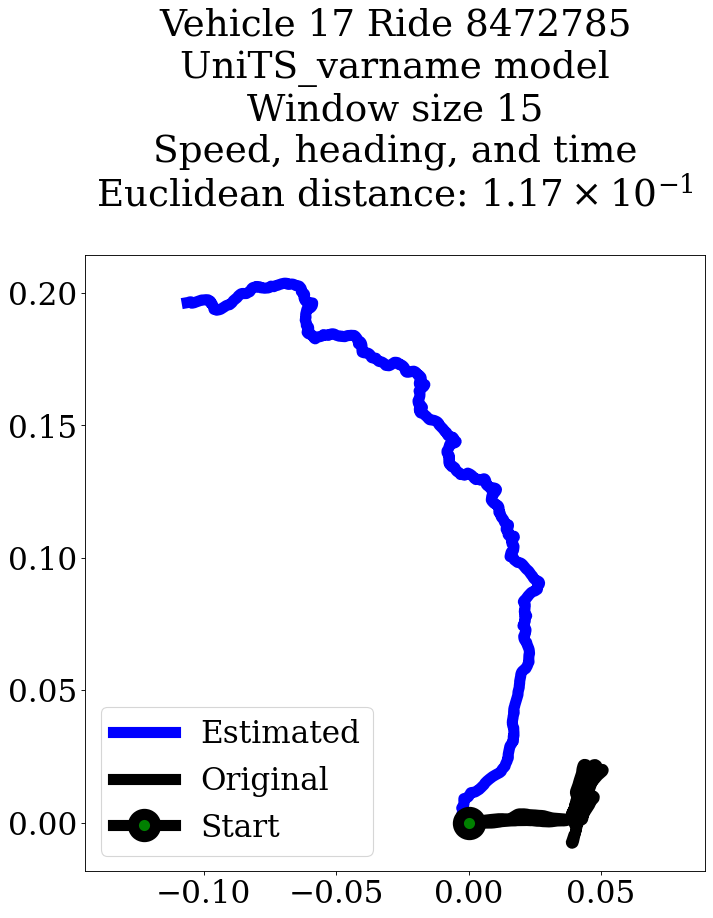 Vehicle 17 Ride 8472785
UniTS_varname model
Window size 15
Speed, heading, and time
Euclidean distance: 1.17 × 10⁻¹
0.20
0.15
0.10
0.05
0.00
Estimated
Original
Start
−0.10 −0.05 0.00 0.05